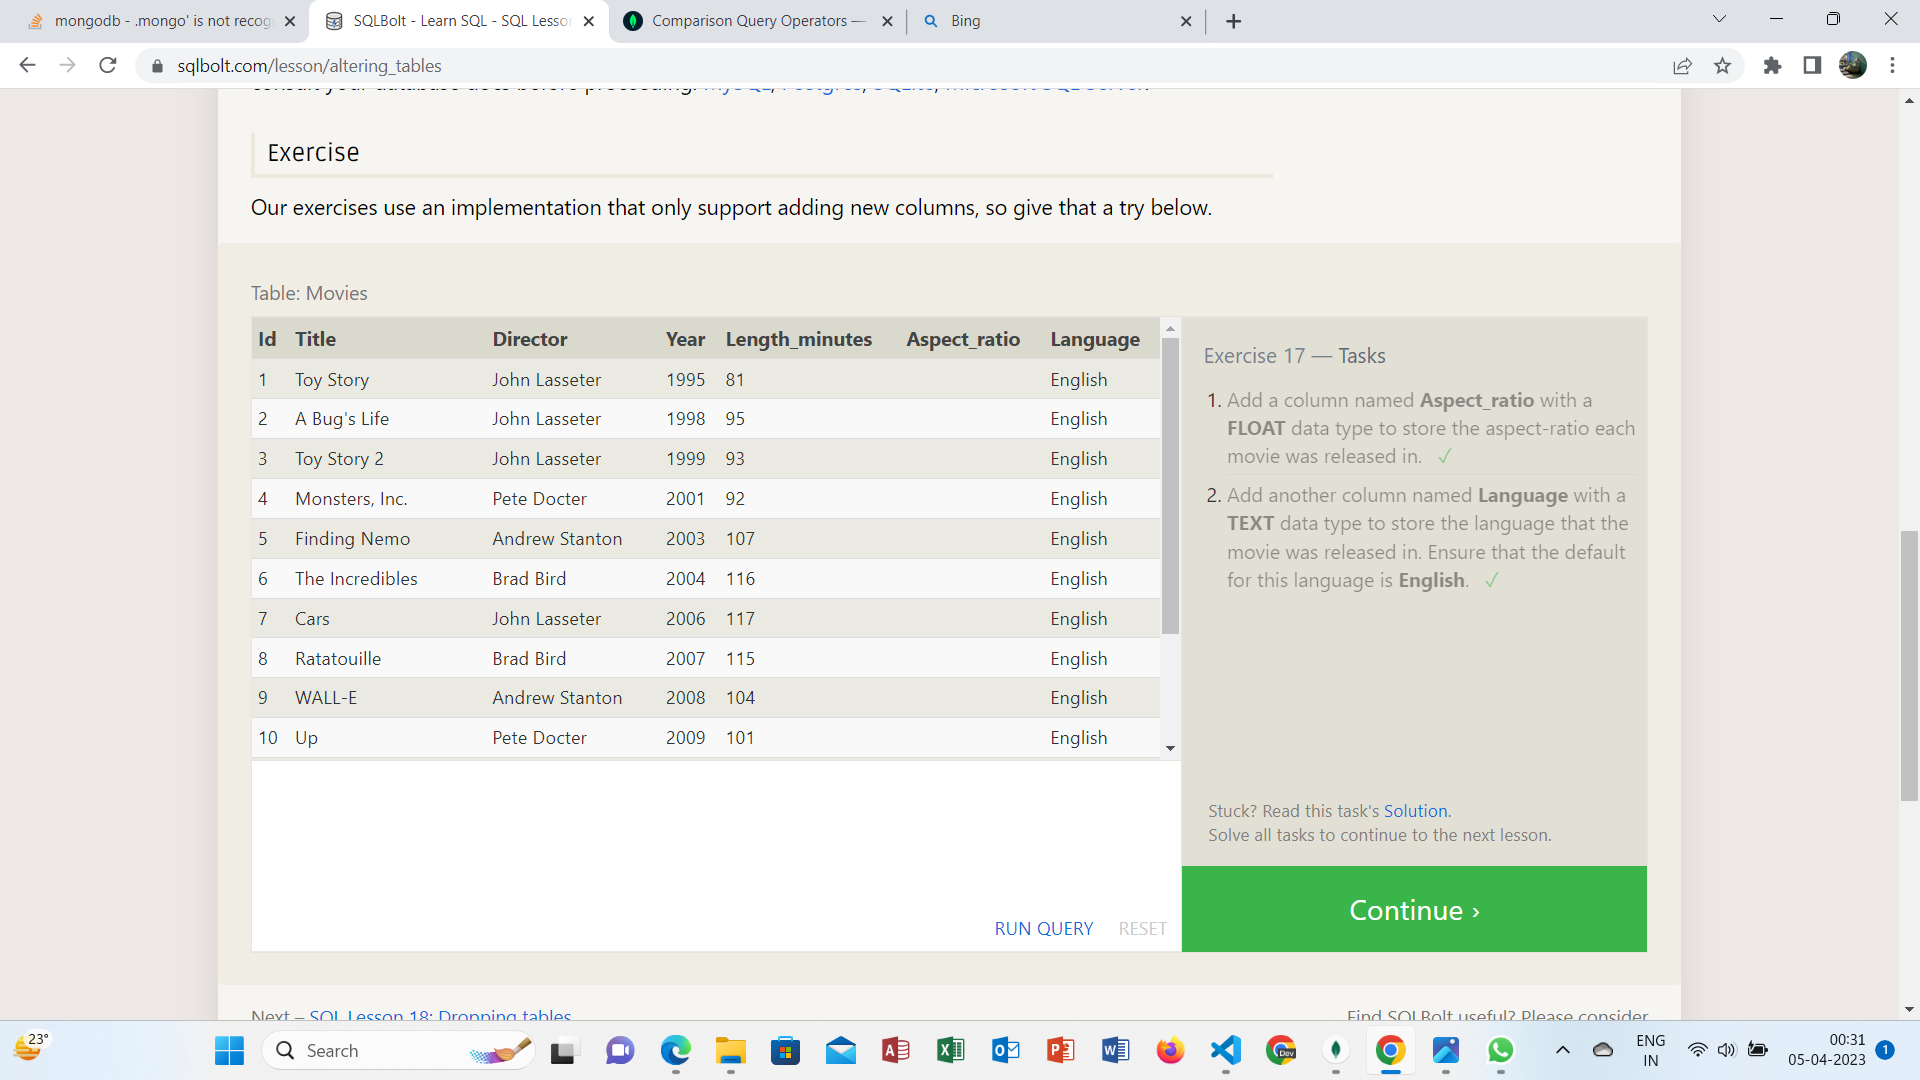 mongodb - .mongo' is not recog
SQLBolt - Learn SQL - SQL Lesso
Comparison Query Operators —
Bing
sqlbolt.com/lesson/altering_tables
Exercise
Our exercises use an implementation that only support adding new columns, so give that a try below.
Table: Movies
Id Title Director Year Length_minutes Aspect_ratio Language
1 Toy Story John Lasseter 1995 81 English
2 A Bug's Life John Lasseter 1998 95 English
3 Toy Story 2 John Lasseter 1999 93 English
4 Monsters, Inc. Pete Docter 2001 92 English
5 Finding Nemo Andrew Stanton 2003 107 English
6 The Incredibles Brad Bird 2004 116 English
7 Cars John Lasseter 2006 117 English
8 Ratatouille Brad Bird 2007 115 English
9 WALL-E Andrew Stanton 2008 104 English
10 Up Pete Docter 2009 101 English
RUN QUERY RESET
Exercise 17 — Tasks
1. Add a column named Aspect_ratio with a
FLOAT data type to store the aspect-ratio each
movie was released in. ✓
2. Add another column named Language with a
TEXT data type to store the language that the
movie was released in. Ensure that the default
for this language is English. ✓
Stuck? Read this task's Solution.
Solve all tasks to continue to the next lesson.
Continue ›
Next – SQL Lesson 18: Dropping tables
Find SQLBolt useful? Please consider
23°
Search
Dev
ENG
IN
00:31
05-04-2023
1